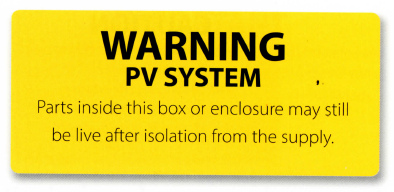 WARNING
PV SYSTEM
Parts inside this box or enclosure may still
be live after isolation from the supply.